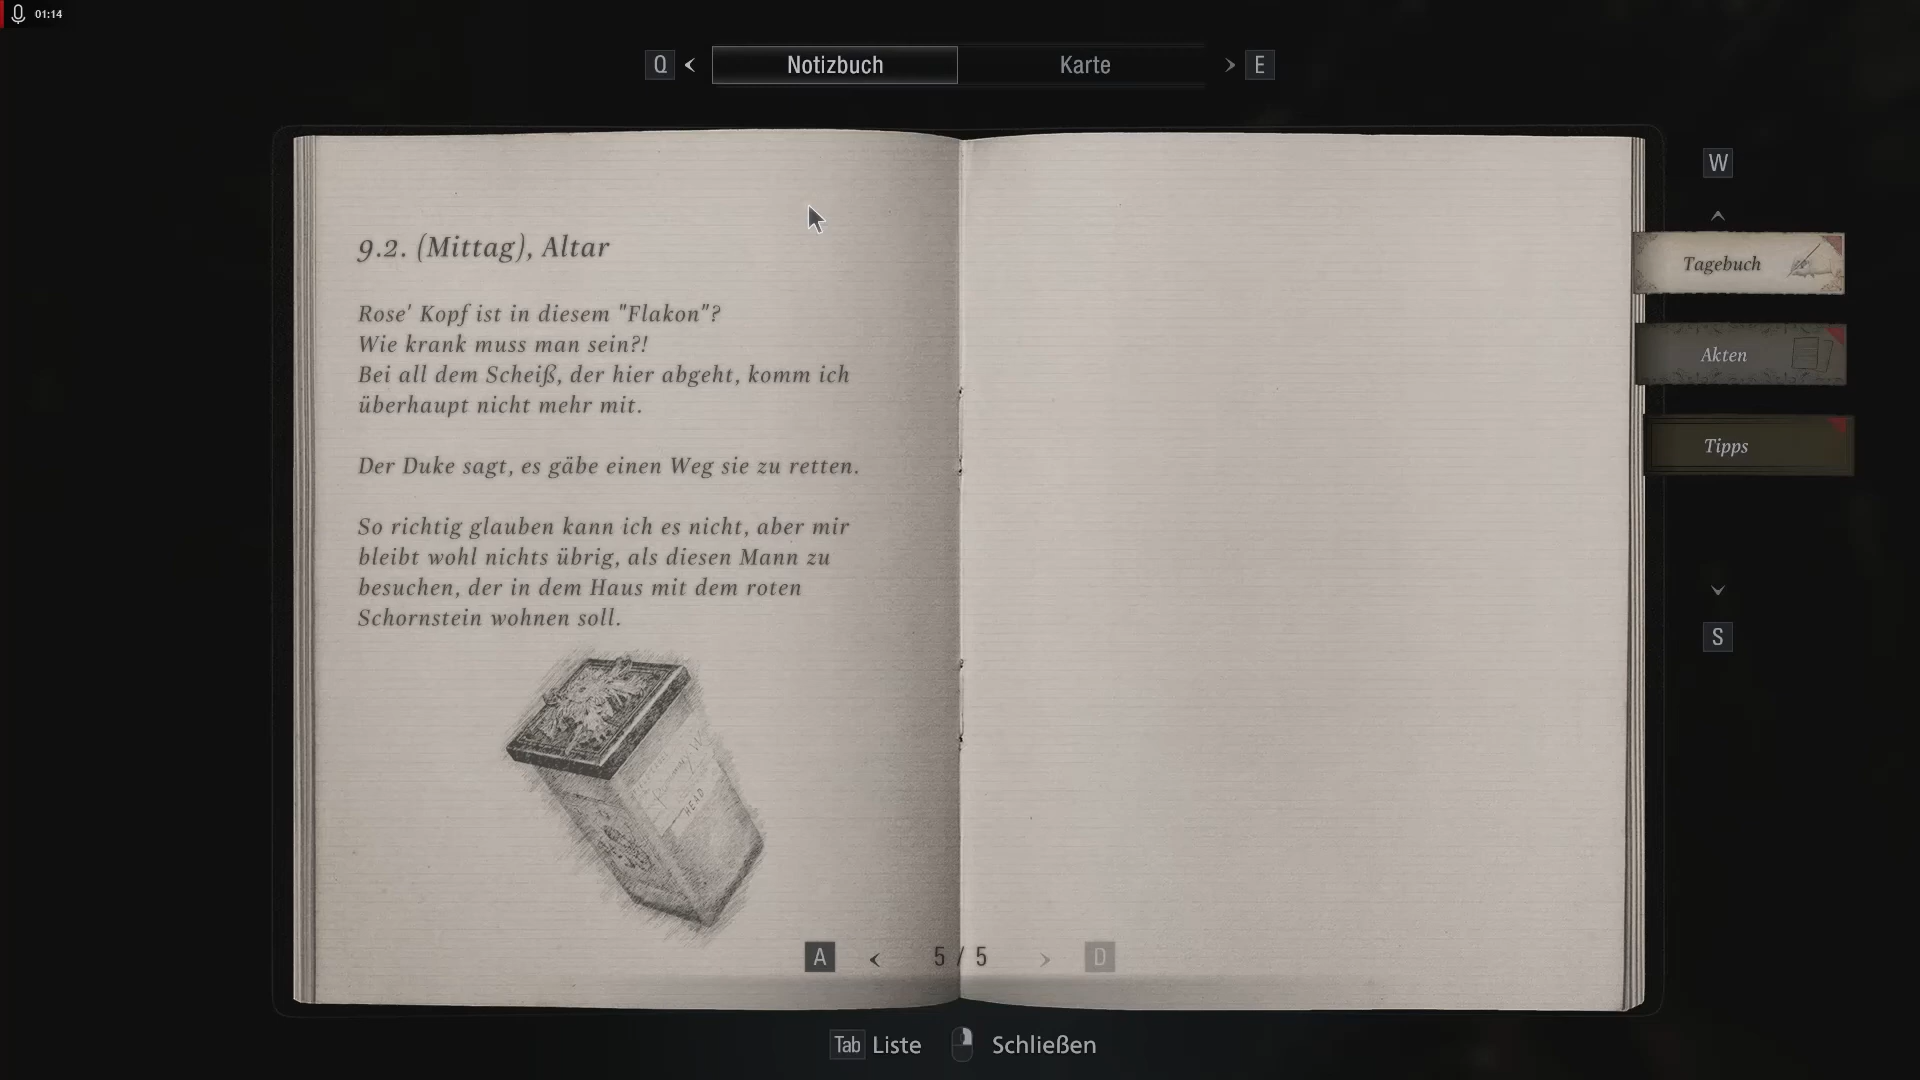 01:14
Q < Notizbuch Karte > E
W
9.2. (Mittag), Altar
Tagebuch
Rose' Kopf ist in diesem "Flakon"?
Wie krank muss man sein?!
Akten
Bei all dem Scheiß, der hier abgeht, komm ich
überhaupt nicht mehr mit.
Tipps
Der Duke sagt, es gäbe einen Weg sie zu retten.
So richtig glauben kann ich es nicht, aber mir
bleibt wohl nichts übrig, als diesen Mann zu
besuchen, der in dem Haus mit dem roten
Schornstein wohnen soll.
S
HEAD
A < 5 / 5 > D
Tab Liste Schließen